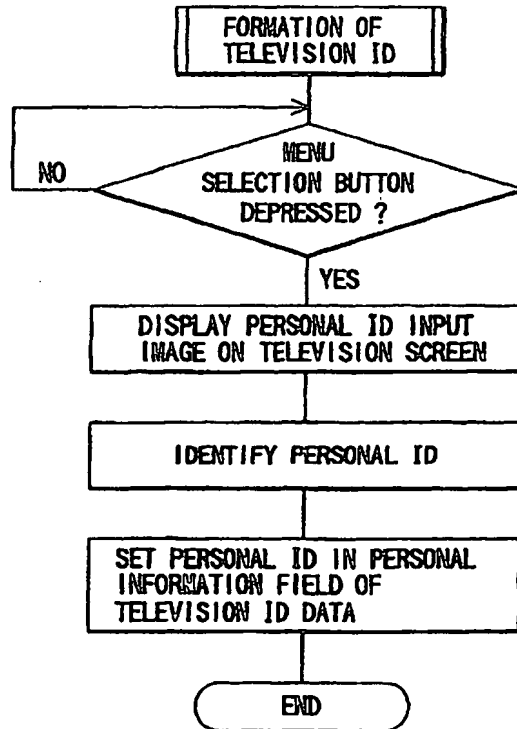 FORMATION OF
TELEVISION ID
MENU
SELECTION BUTTON
DEPRESSED ?
NO
YES
DISPLAY PERSONAL ID INPUT
IMAGE ON TELEVISION SCREEN
IDENTIFY PERSONAL ID
SET PERSONAL ID IN PERSONAL
INFORMATION FIELD OF
TELEVISION ID DATA
END